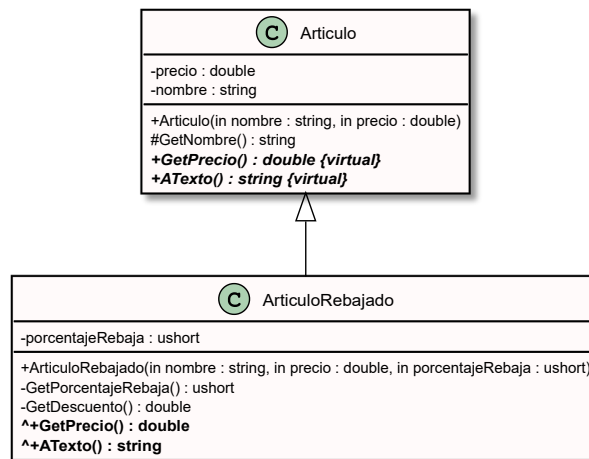 C Articulo
-precio : double
-nombre : string
+Articulo(in nombre : string, in precio : double)
#GetNombre() : string
+GetPrecio() : double {virtual}
+ATexto() : string {virtual}
C ArticuloRebajado
-porcentajeRebaja : ushort
+ArticuloRebajado(in nombre : string, in precio : double, in porcentajeRebaja : ushort)
-GetPorcentajeRebaja() : ushort
-GetDescuento() : double
^+GetPrecio() : double
^+ATexto() : string